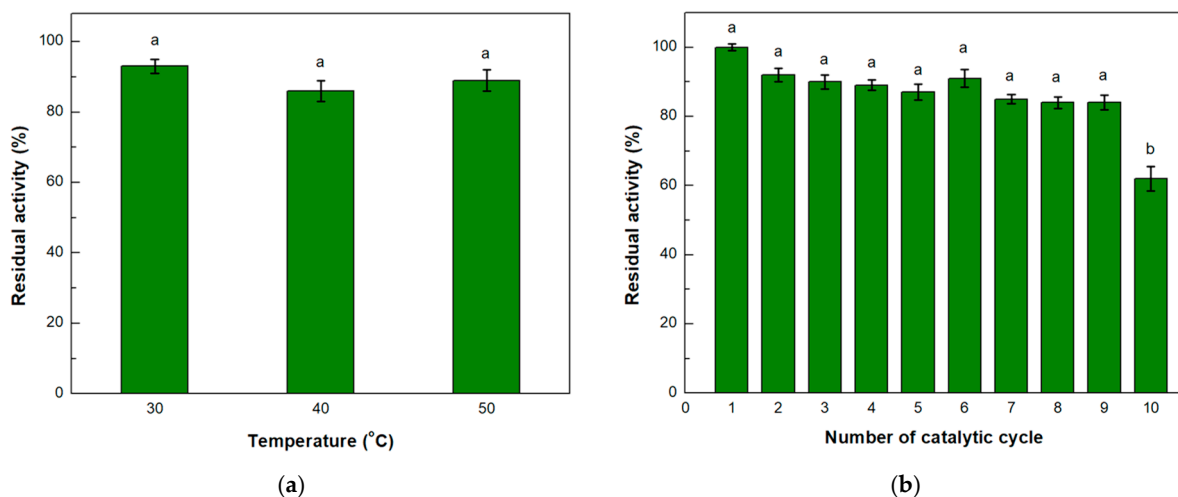 100
80
60
40
20
0
Residual activity (%)
a
a
a
30
40
50
Temperature (°C)
(a)
100
80
60
40
20
0
Residual activity (%)
a
a
a
a
a
a
a
a
a
b
0
1
2
3
4
5
6
7
8
9
10
Number of catalytic cycle
(b)